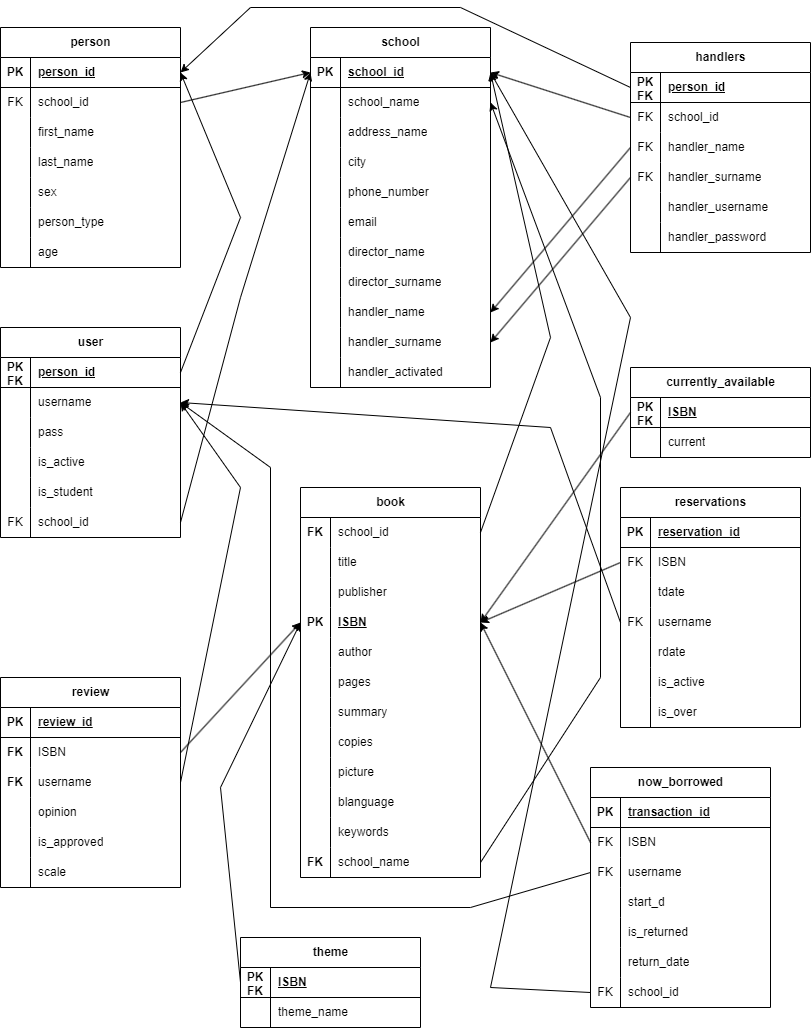 person
PK person_id
FK school_id
first_name
last_name
sex
person_type
age
school
PK school_id
school_name
address_name
city
phone_number
email
director_name
director_surname
handler_name
handler_surname
handler_activated
handlers
PK
FK person_id
FK school_id
FK handler_name
FK handler_surname
handler_username
handler_password
user
PK
FK person_id
username
pass
is_active
is_student
FK school_id
currently_available
PK
FK ISBN
current
book
FK school_id
title
publisher
PK ISBN
author
pages
summary
copies
picture
blanguage
keywords
FK school_name
reservations
PK reservation_id
FK ISBN
tdate
FK username
rdate
is_active
is_over
review
PK review_id
FK ISBN
FK username
opinion
is_approved
scale
now_borrowed
PK transaction_id
FK ISBN
FK username
start_d
is_returned
return_date
FK school_id
theme
PK
FK ISBN
theme_name